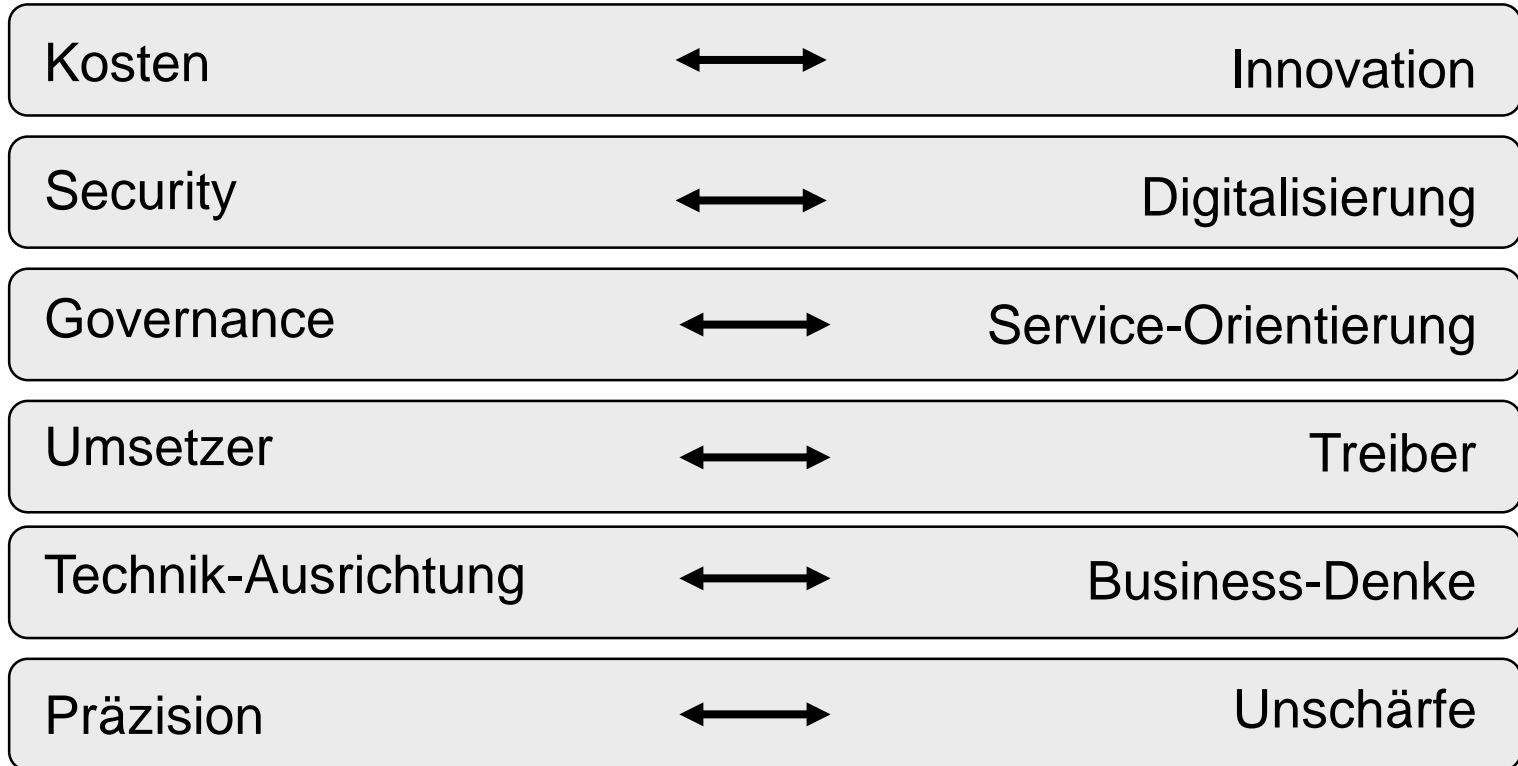 Kosten Innovation
Security Digitalisierung
Governance Service-Orientierung
Umsetzer Treiber
Technik-Ausrichtung Business-Denke
Präzision Unschärfe